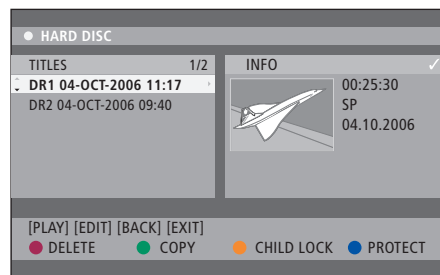 HARD DISC
TITLES 1/2
DR1 04-OCT-2006 11:17
DR2 04-OCT-2006 09:40
INFO
00:25:30
SP
04.10.2006
[PLAY] [EDIT] [BACK] [EXIT]
DELETE COPY CHILD LOCK PROTECT